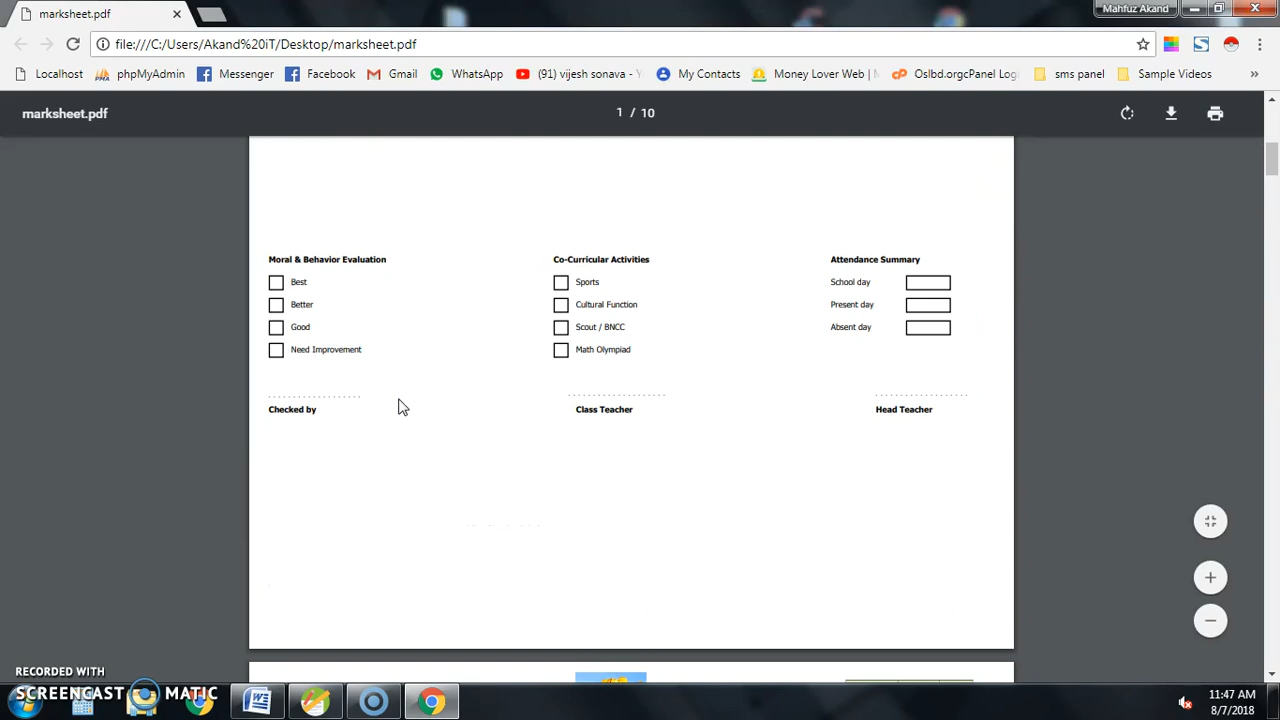 marksheet.pdf
Mahfuz Akand
file:///C:/Users/Akand%20iT/Desktop/marksheet.pdf
Localhost phpMyAdmin Messenger Facebook Gmail WhatsApp (91) vijesh sonava - Y My Contacts Money Lover Web | M Oslbd.orgcPanel Log sms panel Sample Videos »
marksheet.pdf 1 / 10
Moral & Behavior Evaluation Co-Curricular Activities Attendance Summary
Best Sports School day
Better Cultural Function Present day
Good Scout / BNCC Absent day
Need Improvement Math Olympiad
Checked by Class Teacher Head Teacher
RECORDED WITH
SCREENCAST MATIC
11:47 AM
8/7/2018